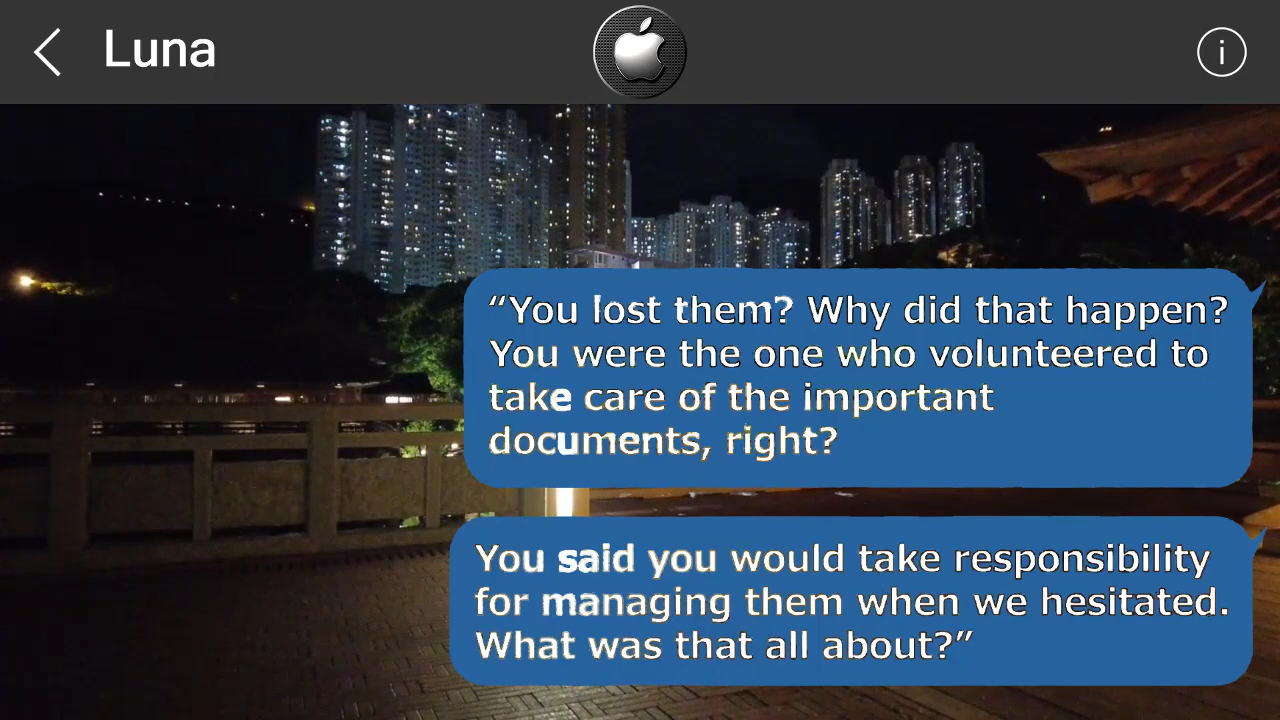 Luna
“You lost them? Why did that happen?
You were the one who volunteered to
take care of the important
documents, right?
You said you would take responsibility
for managing them when we hesitated.
What was that all about?”